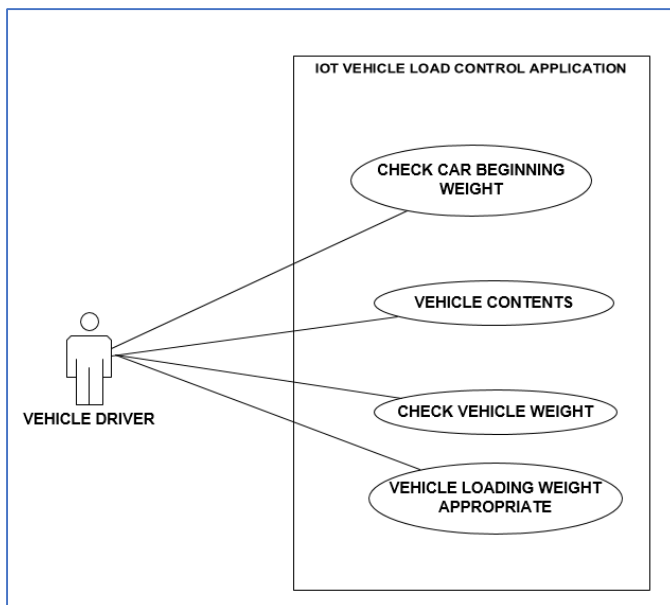 IOT VEHICLE LOAD CONTROL APPLICATION
CHECK CAR BEGINNING
WEIGHT
VEHICLE CONTENTS
VEHICLE DRIVER
CHECK VEHICLE WEIGHT
VEHICLE LOADING WEIGHT
APPROPRIATE